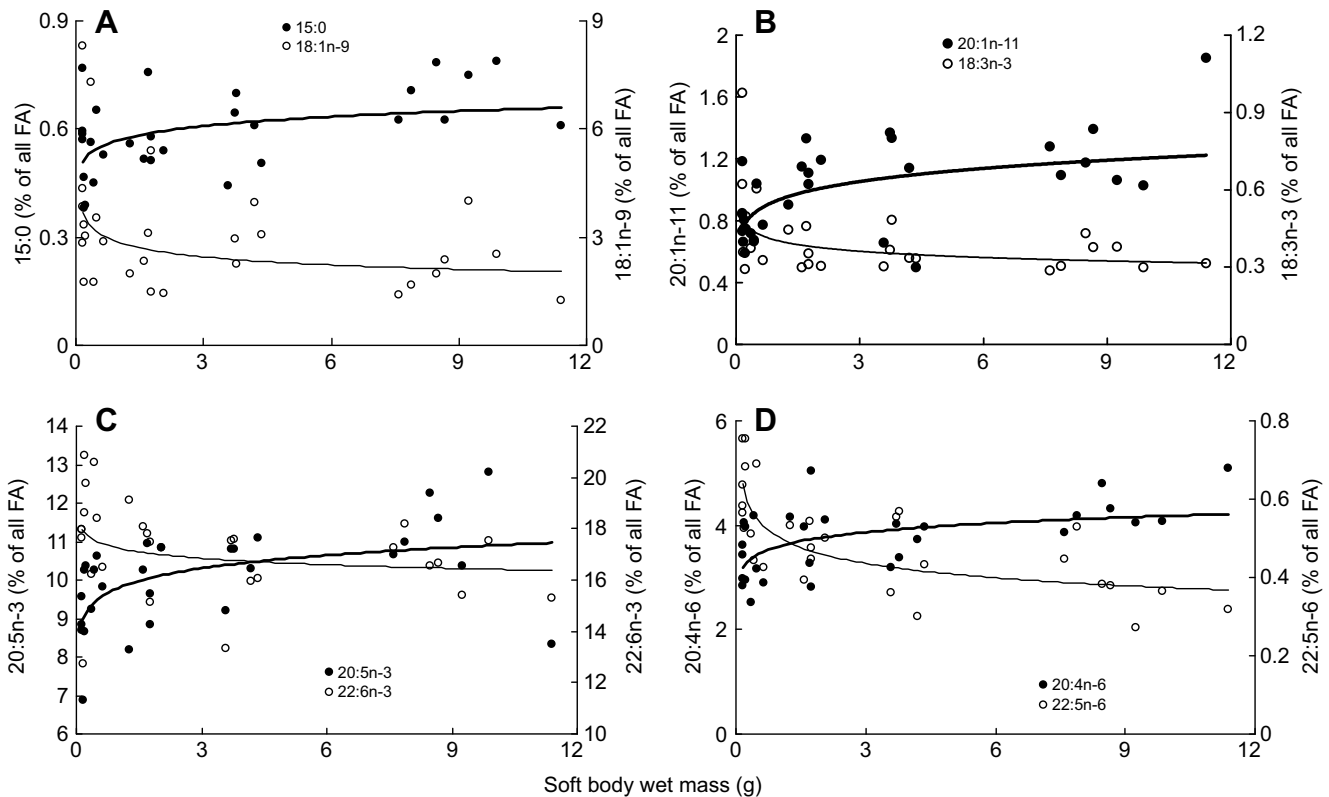 A
0.9
0.6
0.3
0
15:0 (% of all FA)
15:0
18:1n-9
9
6
3
0
18:1n-9 (% of all FA)
0 3 6 9 12
B
2
1.6
1.2
0.8
0.4
0
20:1n-11 (% of all FA)
20:1n-11
18:3n-3
1.2
0.9
0.6
0.3
0
18:3n-3 (% of all FA)
0 3 6 9 12
C
14
13
12
11
10
9
8
7
6
20:5n-3 (% of all FA)
20:5n-3
22:6n-3
22
20
18
16
14
12
10
22:6n-3 (% of all FA)
0 3 6 9 12
D
6
4
2
0
20:4n-6 (% of all FA)
20:4n-6
22:5n-6
0.8
0.6
0.4
0.2
0
22:5n-6 (% of all FA)
0 3 6 9 12
Soft body wet mass (g)